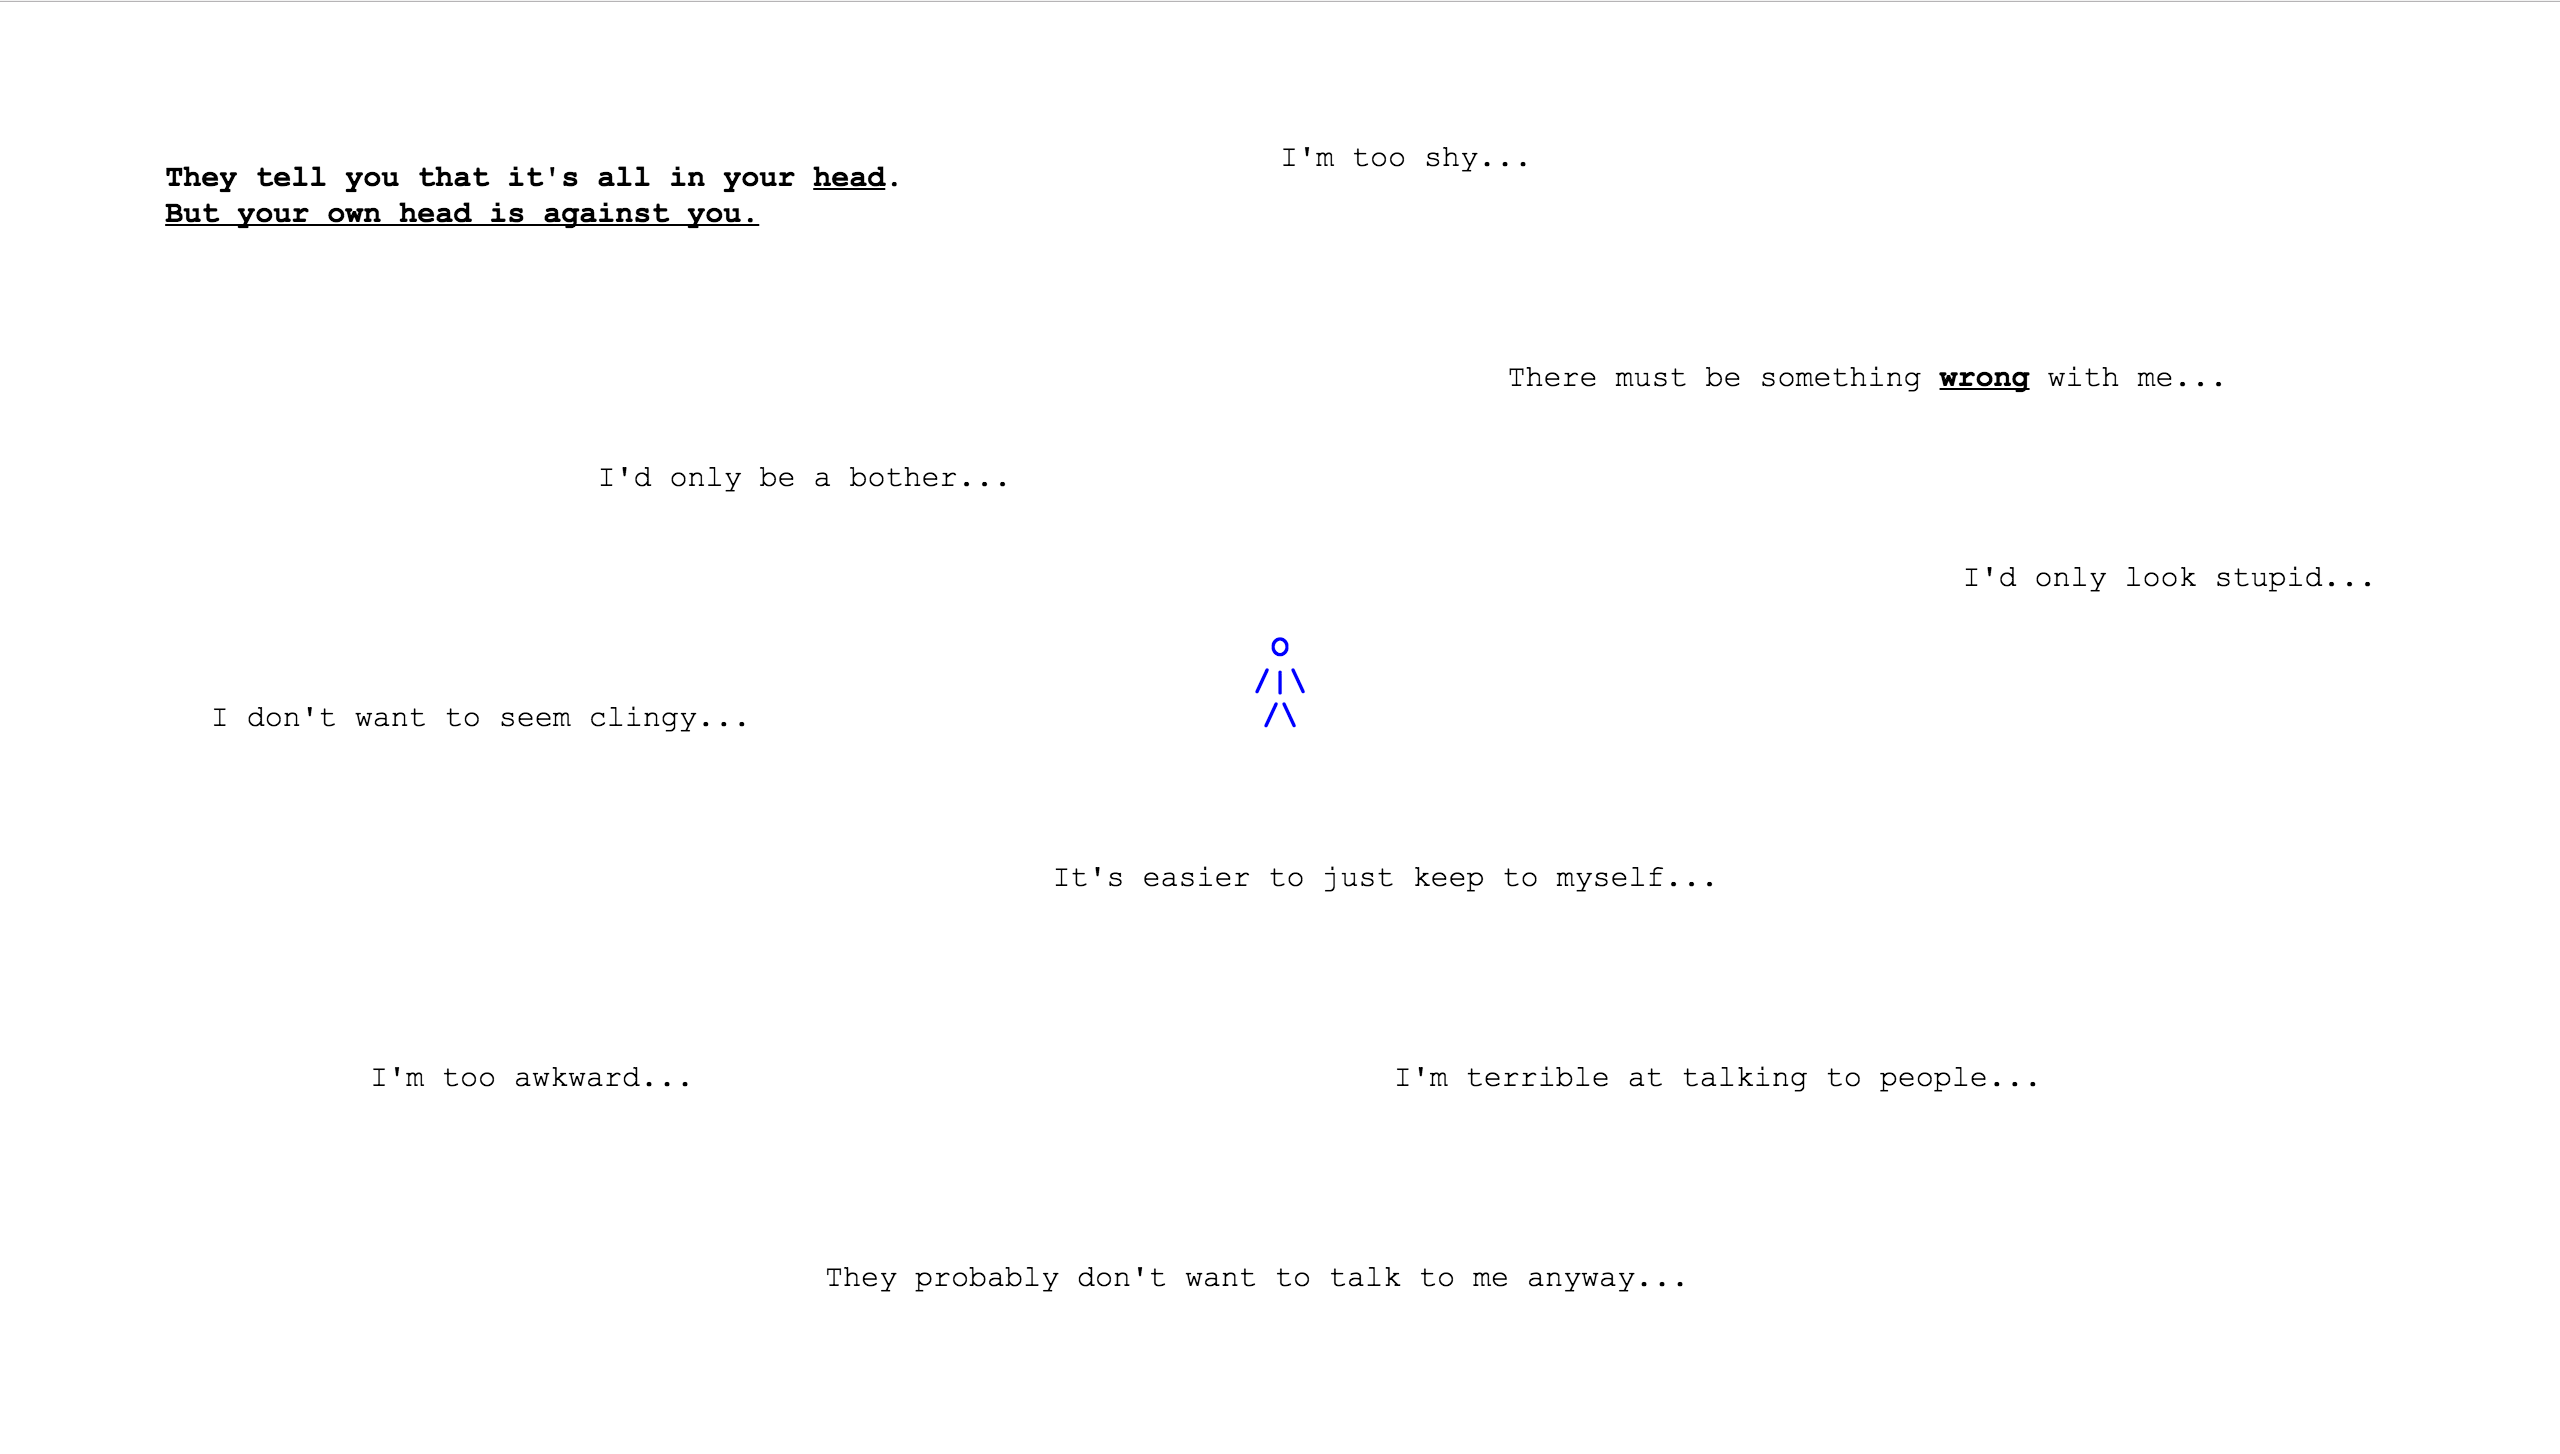 I'm too shy...
They tell you that it's all in your head.
But your own head is against you.
There must be something wrong with me...
I'd only be a bother...
I'd only look stupid...
I don't want to seem clingy...
It's easier to just keep to myself...
I'm too awkward...
I'm terrible at talking to people...
They probably don't want to talk to me anyway...